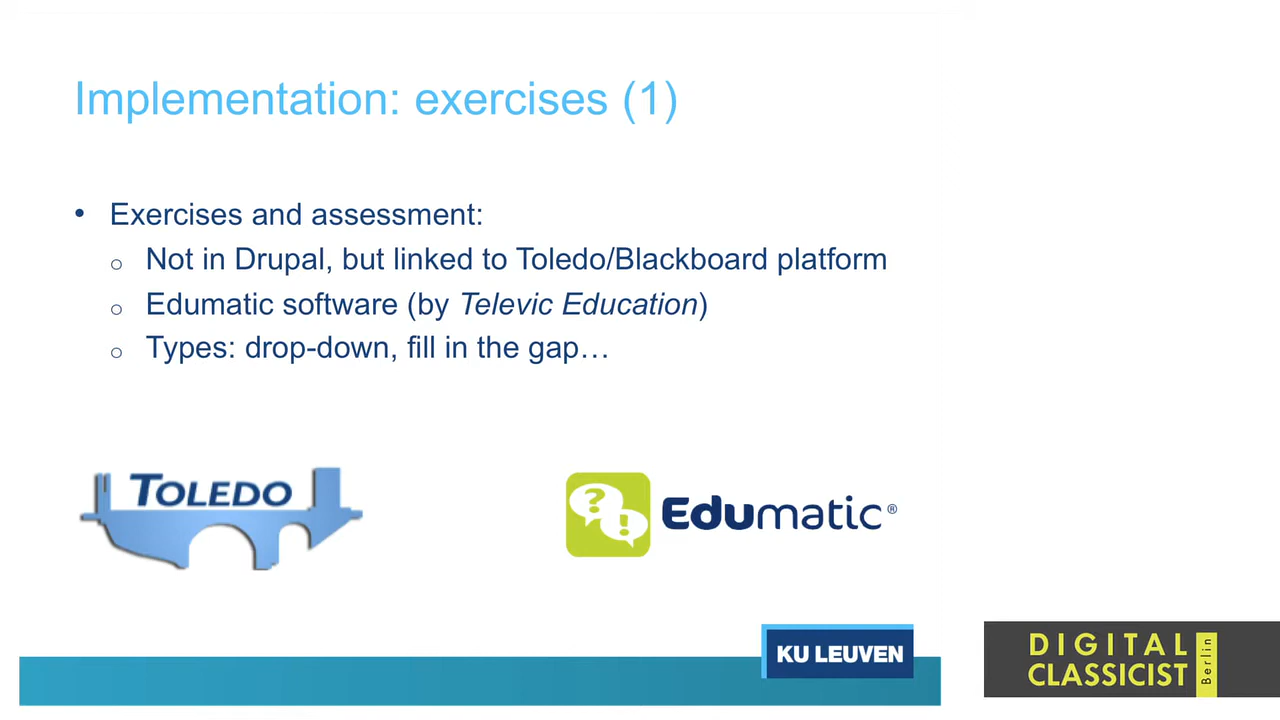 Implementation: exercises (1)
• Exercises and assessment:
o Not in Drupal, but linked to Toledo/Blackboard platform
o Edumatic software (by Televic Education)
o Types: drop-down, fill in the gap…
TOLEDO
Edumatic®
KU LEUVEN
DIGITAL
CLASSICIST
Berlin